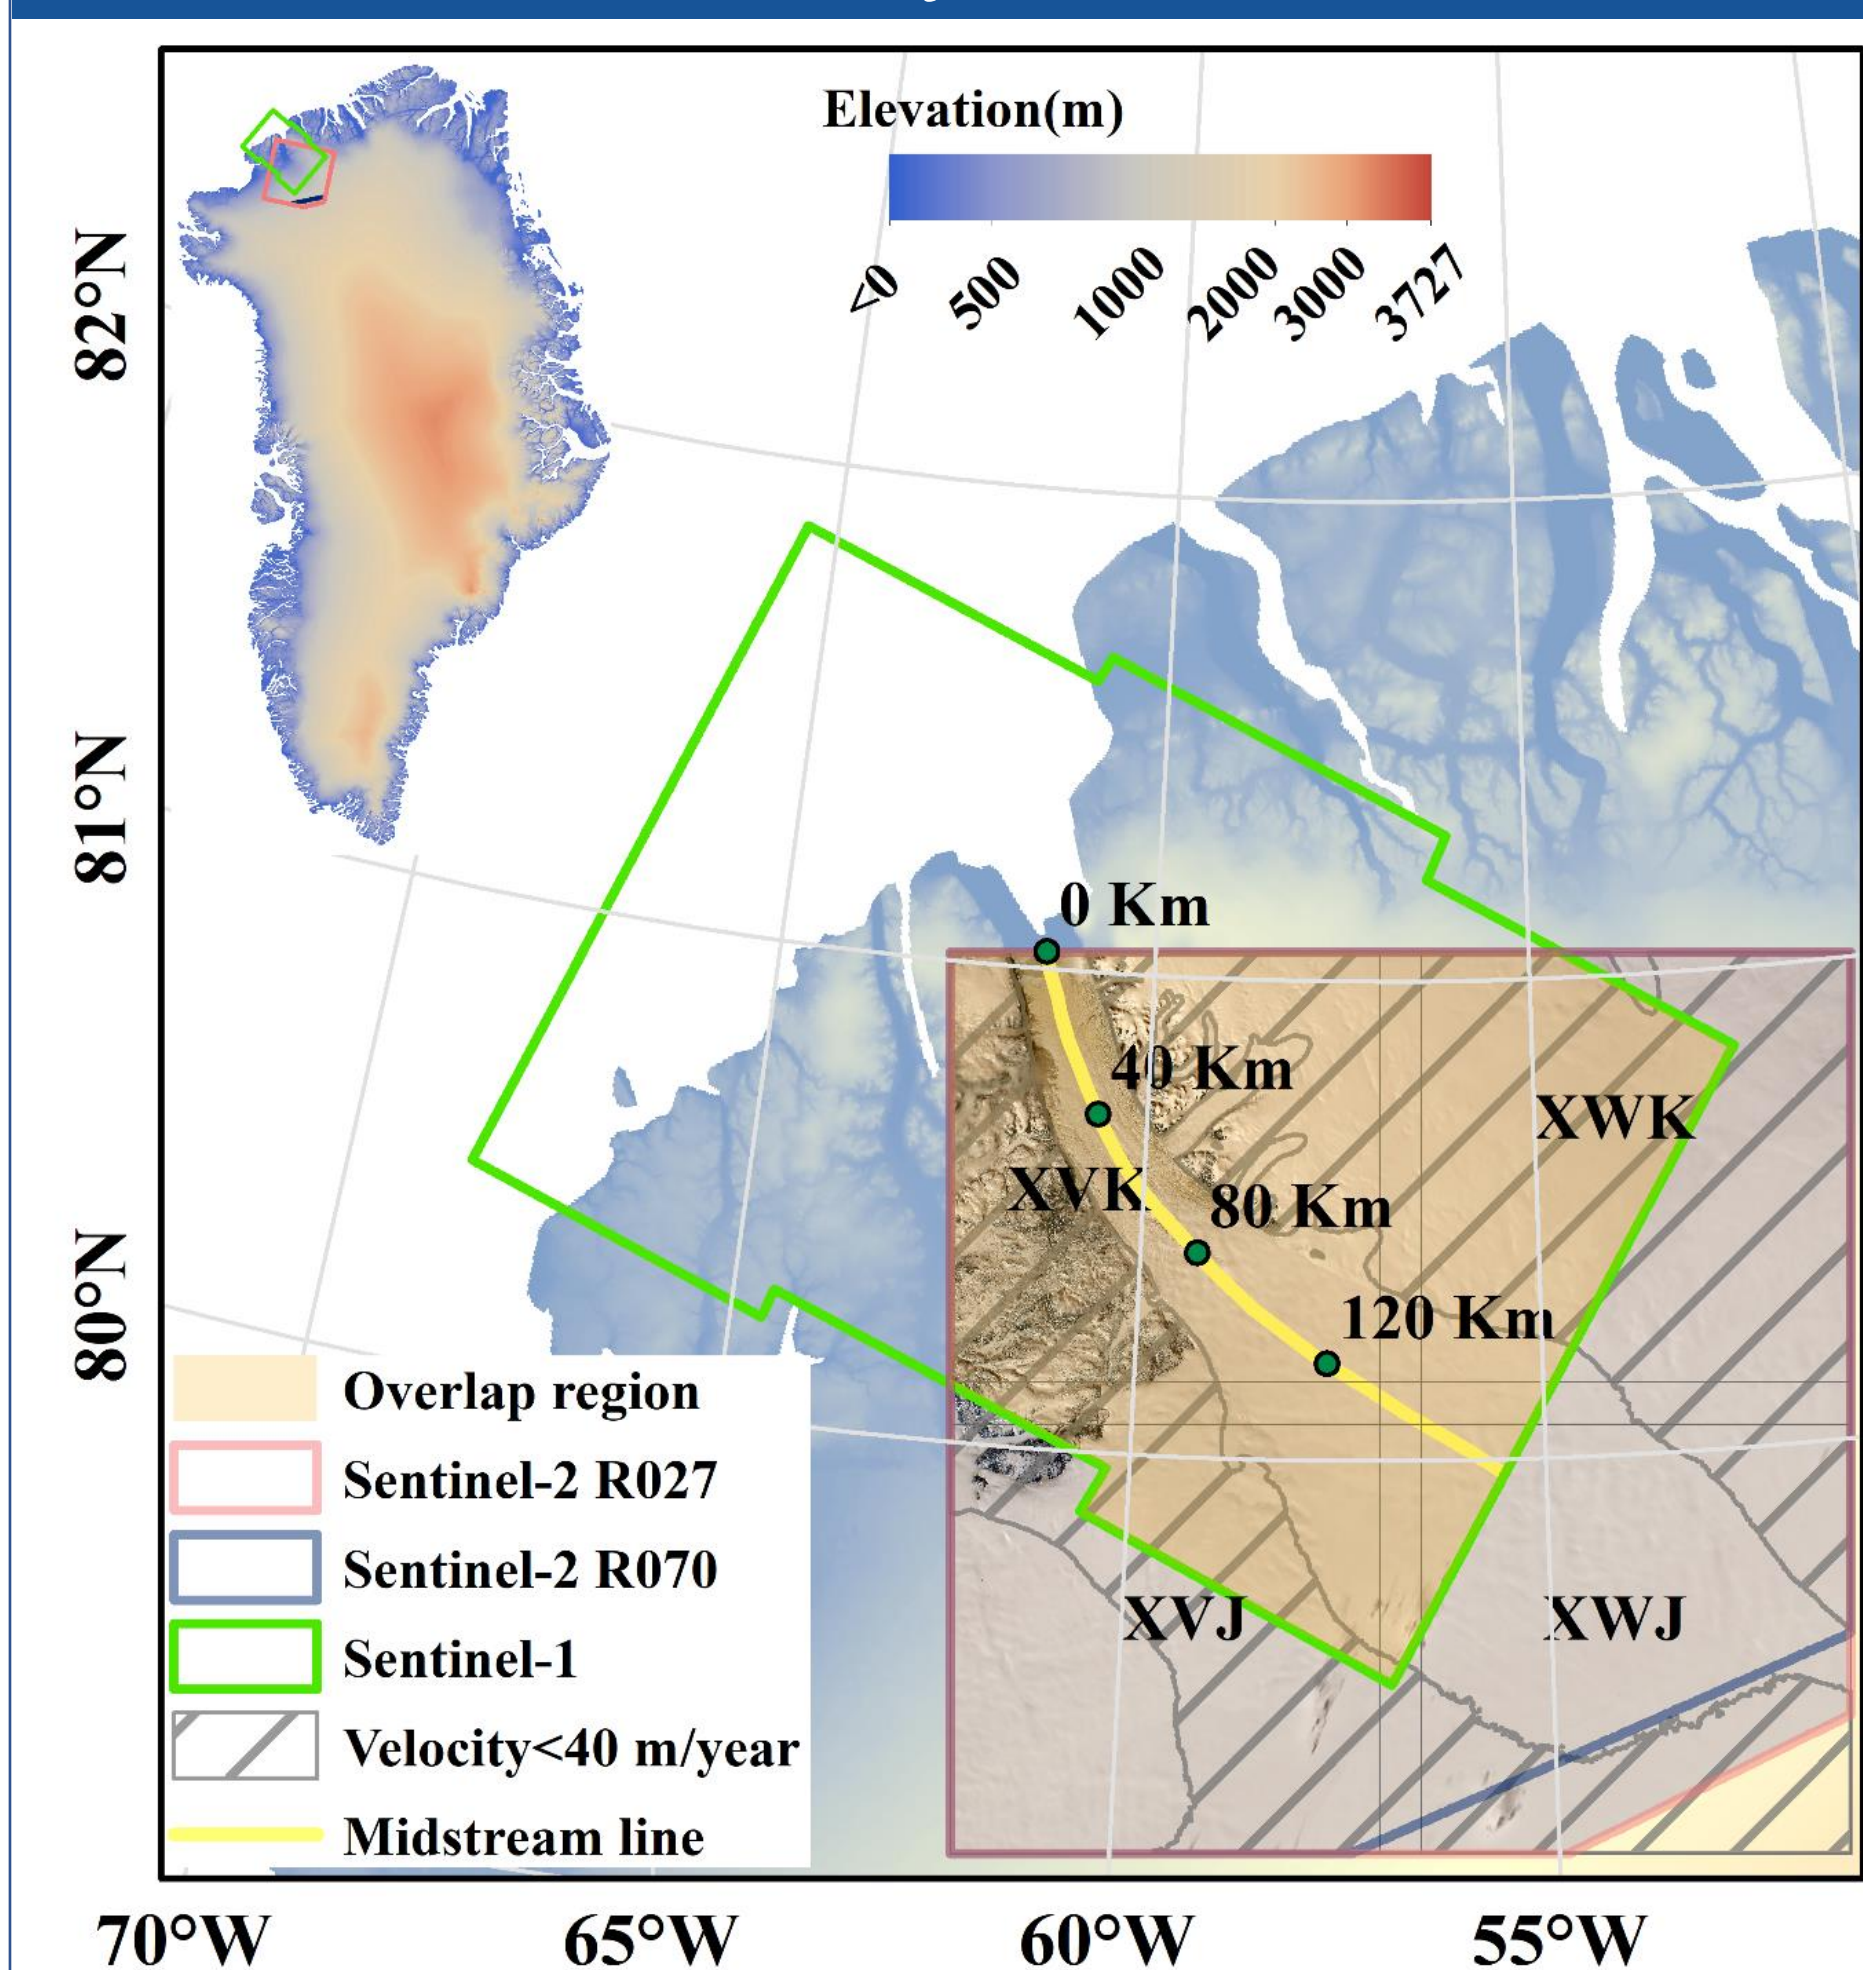 Elevation(m)
<0
500
1000
2000
3000
3727
82°N
81°N
80°N
0 Km
40 Km
XWK
XVK
80 Km
120 Km
XVJ
XWJ
Overlap region
Sentinel-2 R027
Sentinel-2 R070
Sentinel-1
Velocity<40 m/year
Midstream line
70°W
65°W
60°W
55°W